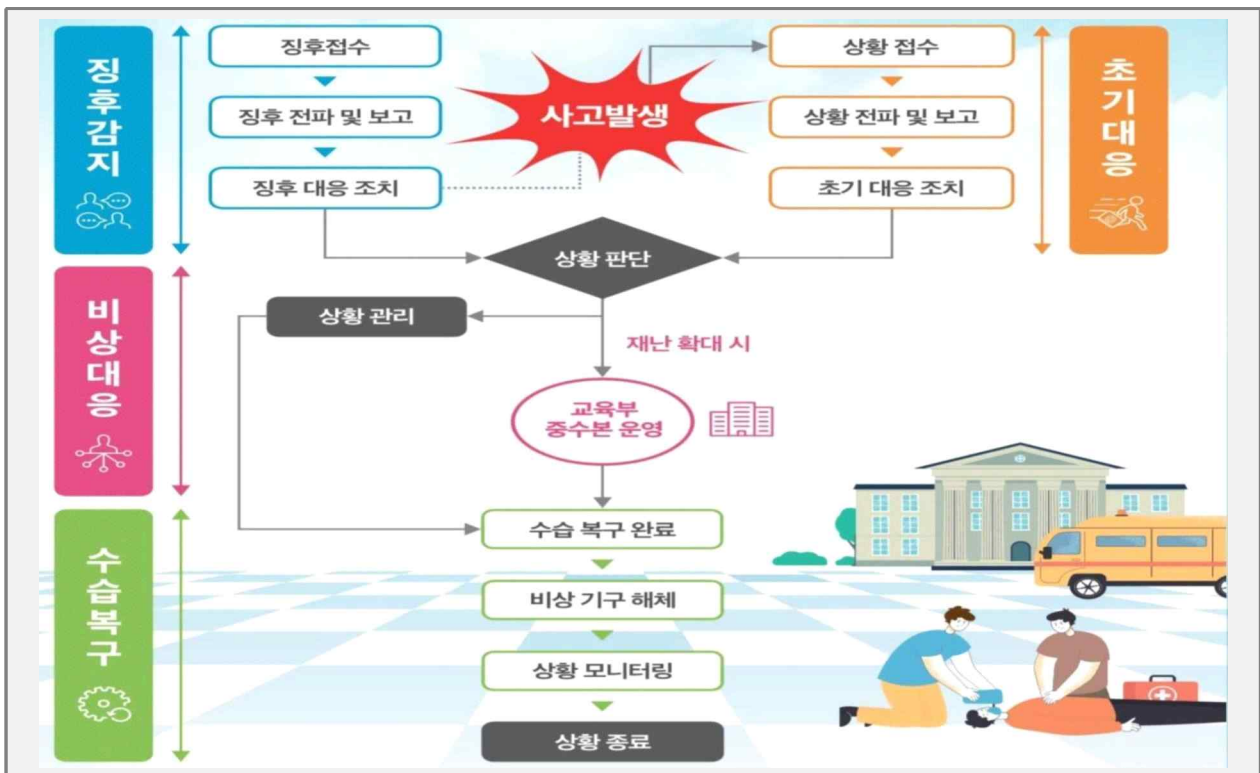 징후감지
징후접수
징후 전파 및 보고
징후 대응 조치
사고발생
상황 접수
상황 전파 및 보고
초기 대응 조치
초기대응
상황 판단
비상대응
상황 관리
재난 확대 시
교육부
중수본 운영
수습복구
수습 복구 완료
비상 기구 해체
상황 모니터링
상황 종료